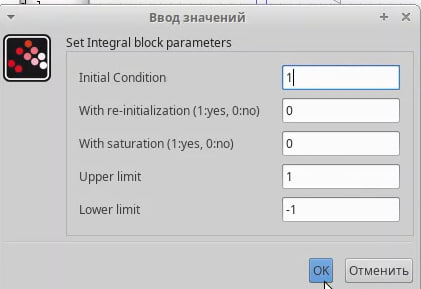 Ввод значений
Set Integral block parameters
Initial Condition 1
With re-initialization (1:yes, 0:no) 0
With saturation (1:yes, 0:no) 0
Upper limit 1
Lower limit -1
OK Отменить